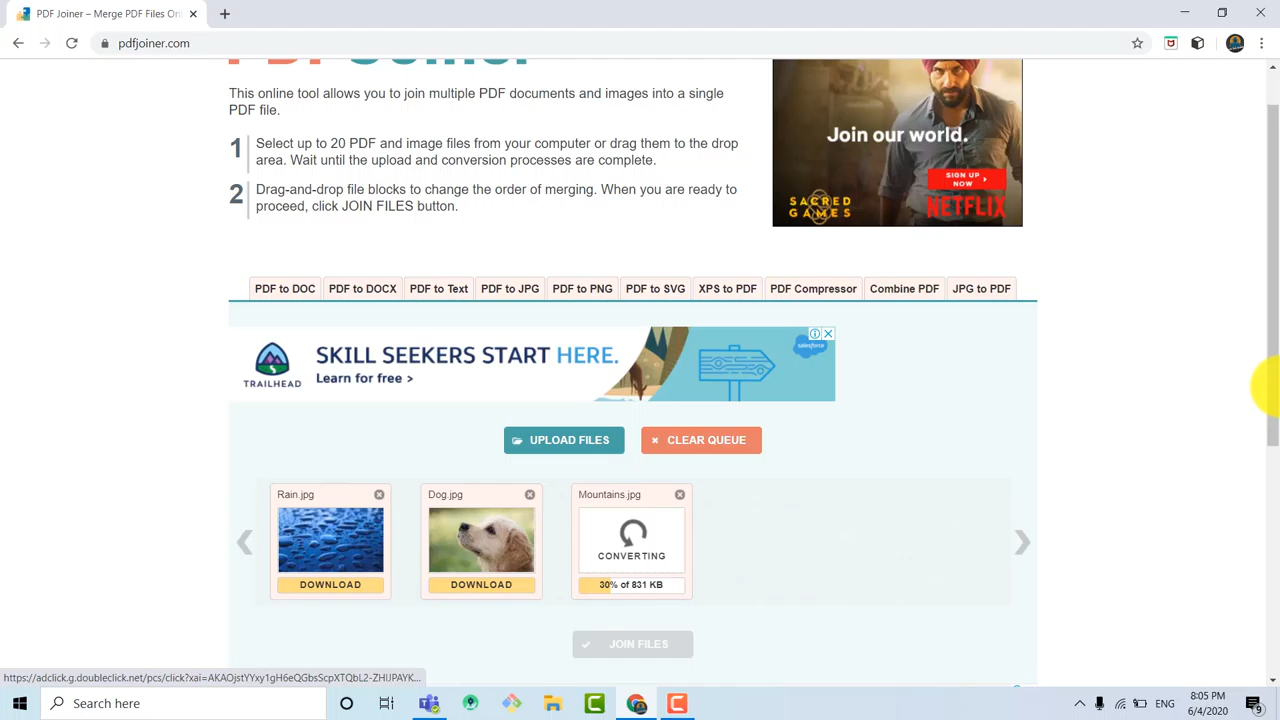 PDF Joiner – Merge PDF Files On
pdfjoiner.com
PDF Joiner
This online tool allows you to join multiple PDF documents and images into a single
PDF file.
1 Select up to 20 PDF and image files from your computer or drag them to the drop
area. Wait until the upload and conversion processes are complete.
2 Drag-and-drop file blocks to change the order of merging. When you are ready to
proceed, click JOIN FILES button.
Join our world.
SIGN UP
NOW
SACRED
GAMES
NETFLIX
PDF to DOC PDF to DOCX PDF to Text PDF to JPG PDF to PNG PDF to SVG XPS to PDF PDF Compressor Combine PDF JPG to PDF
SKILL SEEKERS START HERE.
Learn for free >
TRAILHEAD
salesforce
UPLOAD FILES CLEAR QUEUE
Rain.jpg Dog.jpg Mountains.jpg
CONVERTING
DOWNLOAD DOWNLOAD 30% of 831 KB
JOIN FILES
Search here
ENG
8:05 PM
6/4/2020
9